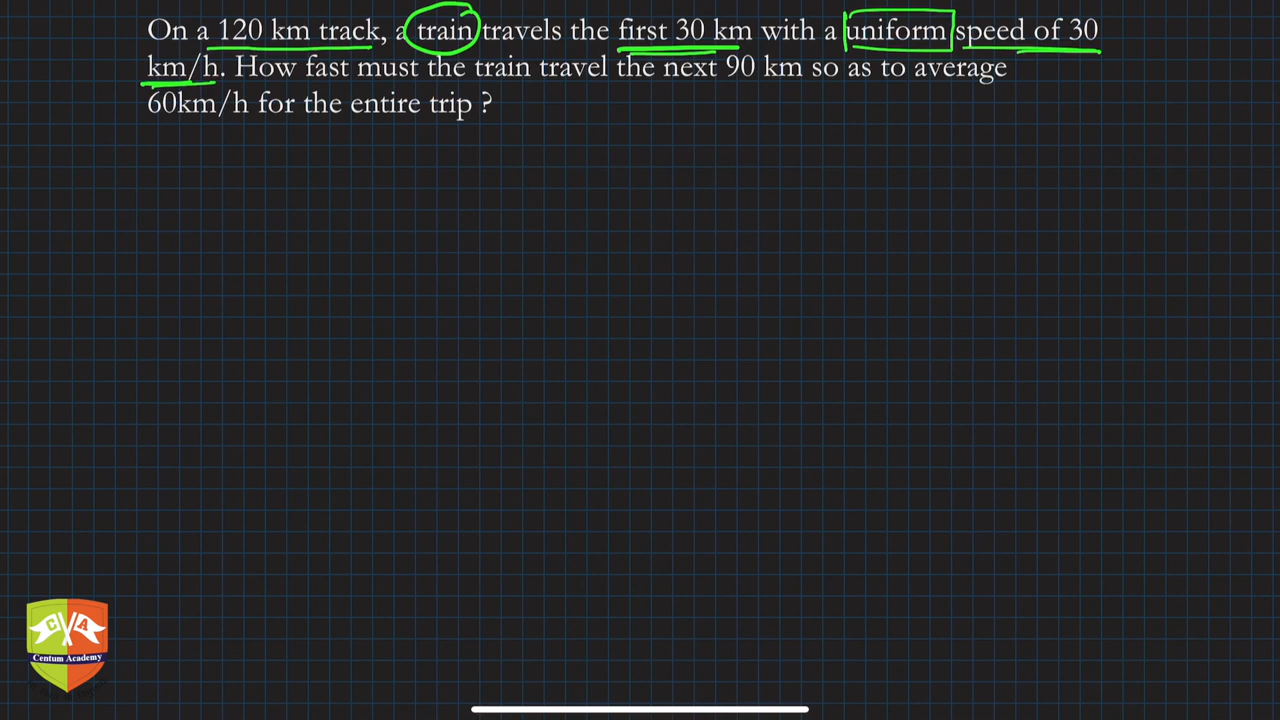 On a 120 km track, a train travels the first 30 km with a uniform speed of 30
km/h. How fast must the train travel the next 90 km so as to average
60km/h for the entire trip ?
C A
Centum Academy